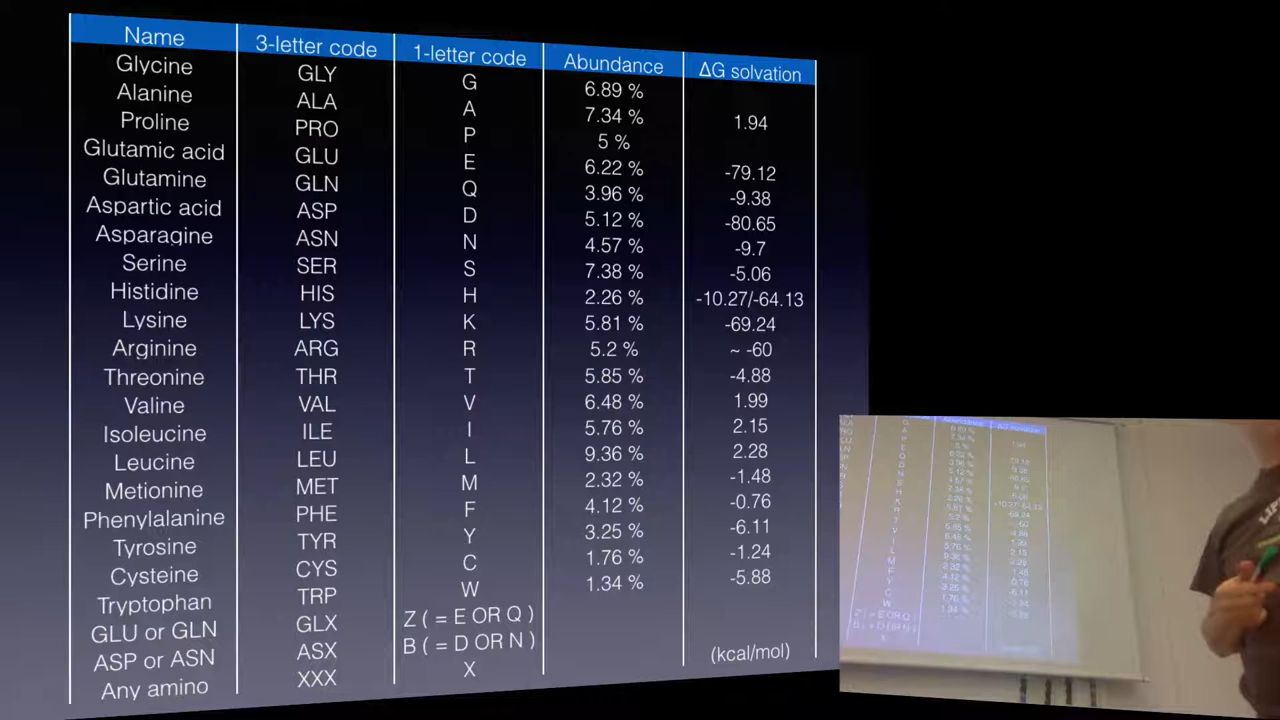 Name 3-letter code 1-letter code Abundance ΔG solvation
Glycine GLY G 6.89 %
Alanine ALA A 7.34 % 1.94
Proline PRO P 5 %
Glutamic acid GLU E 6.22 % -79.12
Glutamine GLN Q 3.96 % -9.38
Aspartic acid ASP D 5.12 % -80.65
Asparagine ASN N 4.57 % -9.7
Serine SER S 7.38 % -5.06
Histidine HIS H 2.26 % -10.27/-64.13
Lysine LYS K 5.81 % -69.24
Arginine ARG R 5.2 % ~ -60
Threonine THR T 5.85 % -4.88
Valine VAL V 6.48 % 1.99
Isoleucine ILE I 5.76 % 2.15
Leucine LEU L 9.36 % 2.28
Metionine MET M 2.32 % -1.48
Phenylalanine PHE F 4.12 % -0.76
Tyrosine TYR Y 3.25 % -6.11
Cysteine CYS C 1.76 % -1.24
Tryptophan TRP W 1.34 % -5.88
GLU or GLN GLX Z ( = E OR Q )
ASP or ASN ASX B ( = D OR N )
Any amino XXX X (kcal/mol)